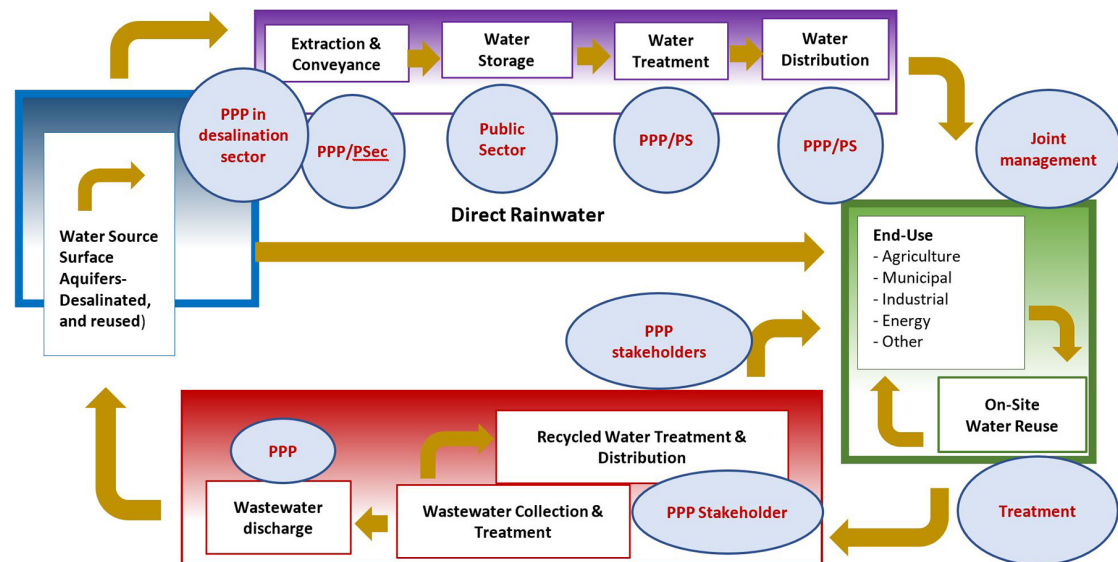 Extraction &
Conveyance
Water
Storage
Water
Treatment
Water
Distribution
PPP in
desalination
sector
PPP/PSec
Public
Sector
PPP/PS
PPP/PS
Joint
management
Direct Rainwater
Water Source
Surface
Aquifers-
Desalinated,
and reused)
End-Use
- Agriculture
- Municipal
- Industrial
- Energy
- Other
PPP
stakeholders
On-Site
Water Reuse
PPP
Recycled Water Treatment &
Distribution
Wastewater
discharge
Wastewater Collection &
Treatment
PPP Stakeholder
Treatment